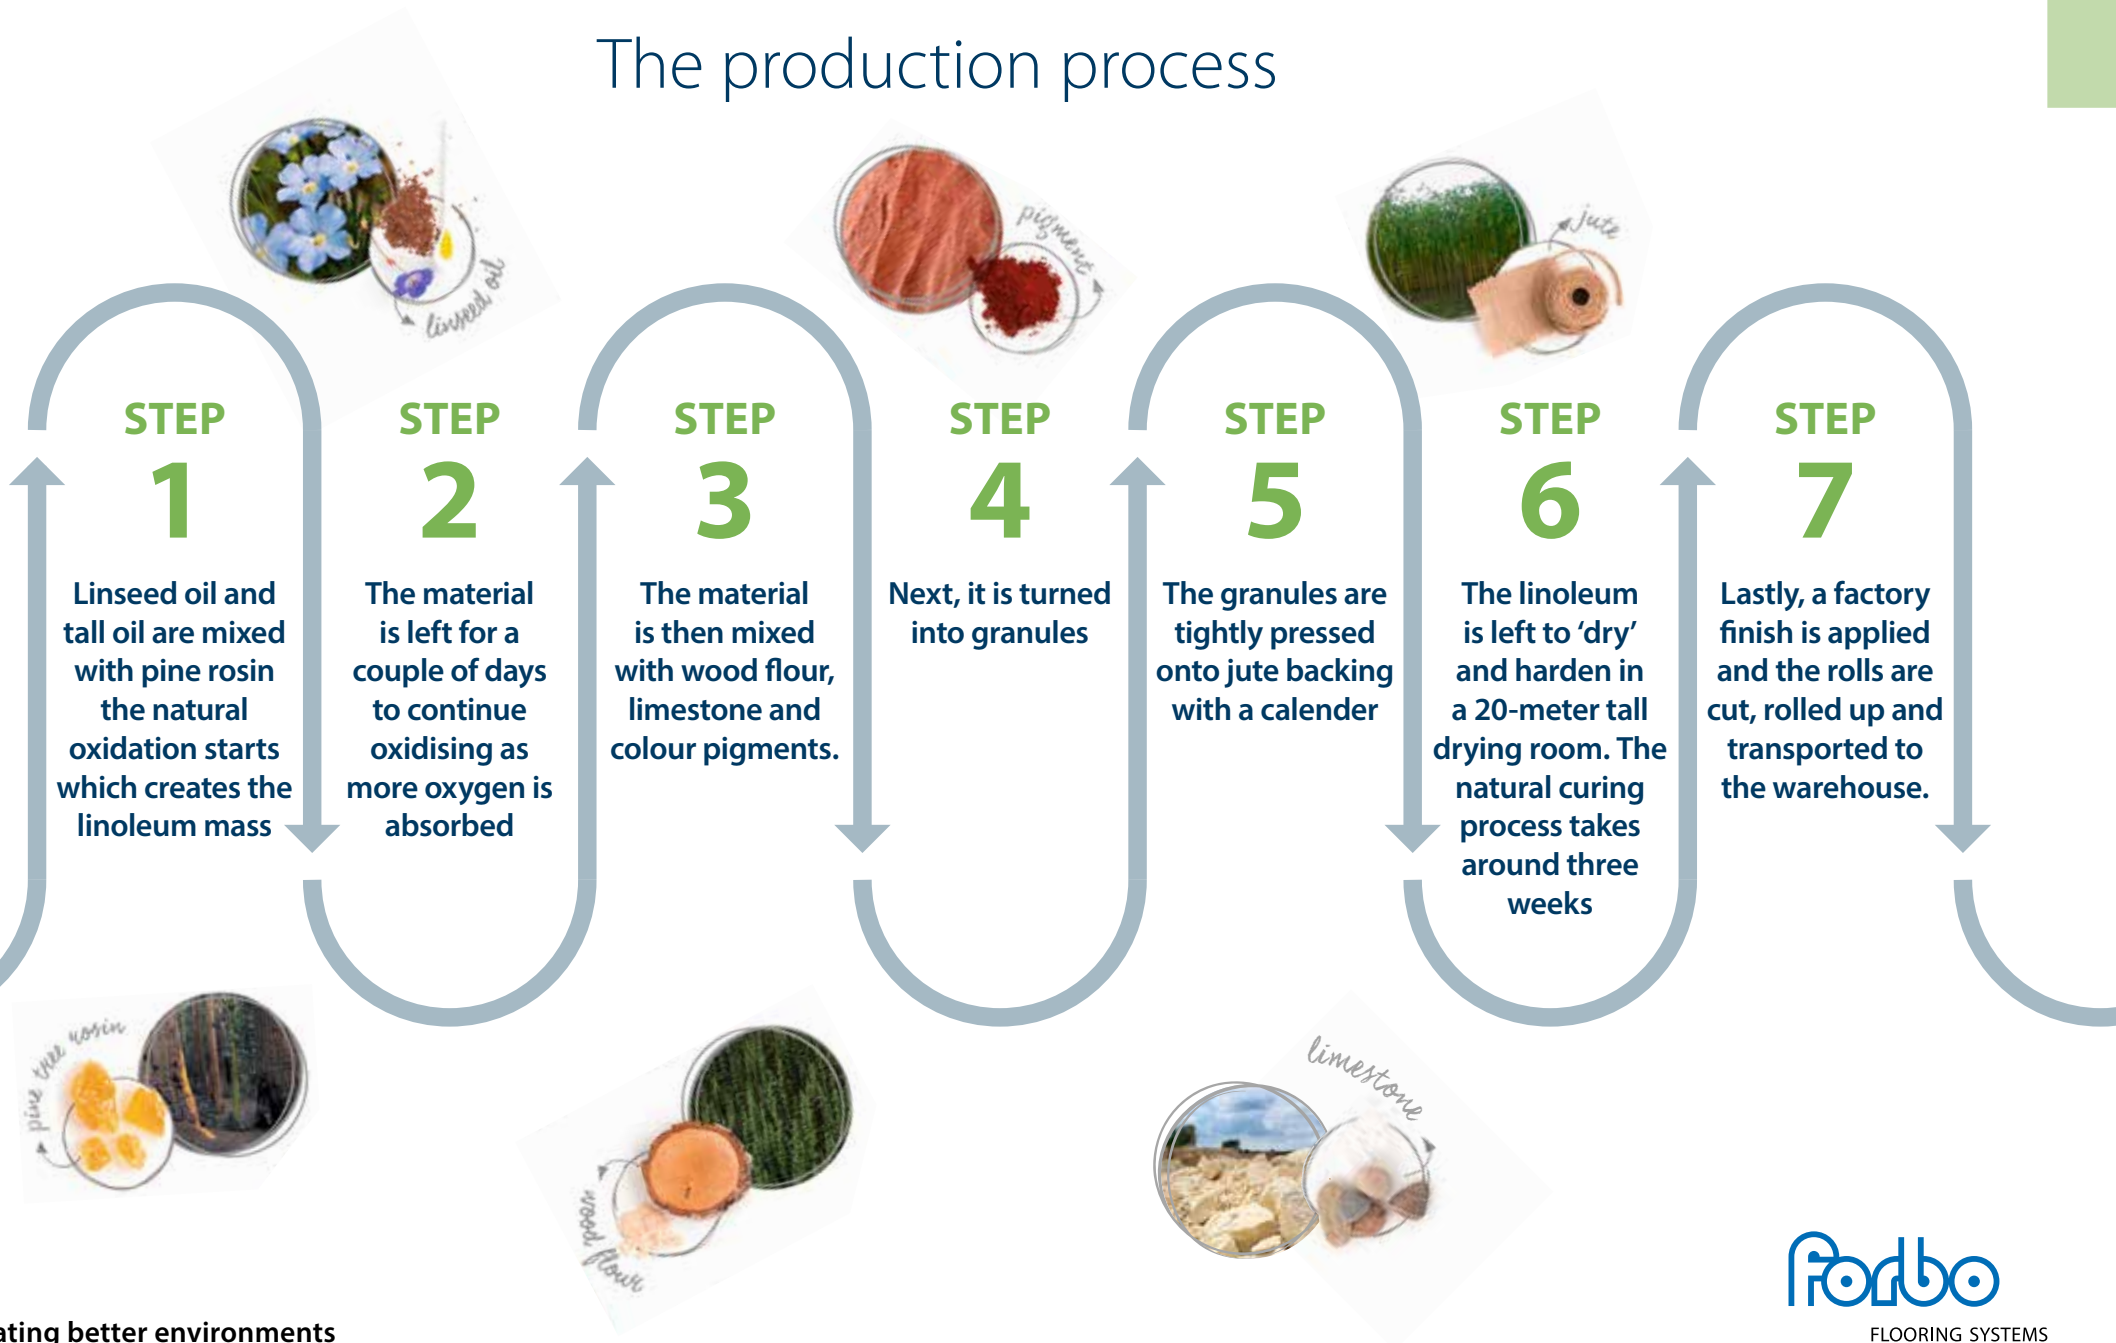 The production process
linseed oil
pigment
jute
STEP
1
Linseed oil and
tall oil are mixed
with pine rosin
the natural
oxidation starts
which creates the
linoleum mass
STEP
2
The material
is left for a
couple of days
to continue
oxidising as
more oxygen is
absorbed
STEP
3
The material
is then mixed
with wood flour,
limestone and
colour pigments.
STEP
4
Next, it is turned
into granules
STEP
5
The granules are
tightly pressed
onto jute backing
with a calender
STEP
6
The linoleum
is left to ‘dry’
and harden in
a 20-meter tall
drying room. The
natural curing
process takes
around three
weeks
STEP
7
Lastly, a factory
finish is applied
and the rolls are
cut, rolled up and
transported to
the warehouse.
pine tree rosin
wood flour
limestone
forbo
FLOORING SYSTEMS
ating better environments